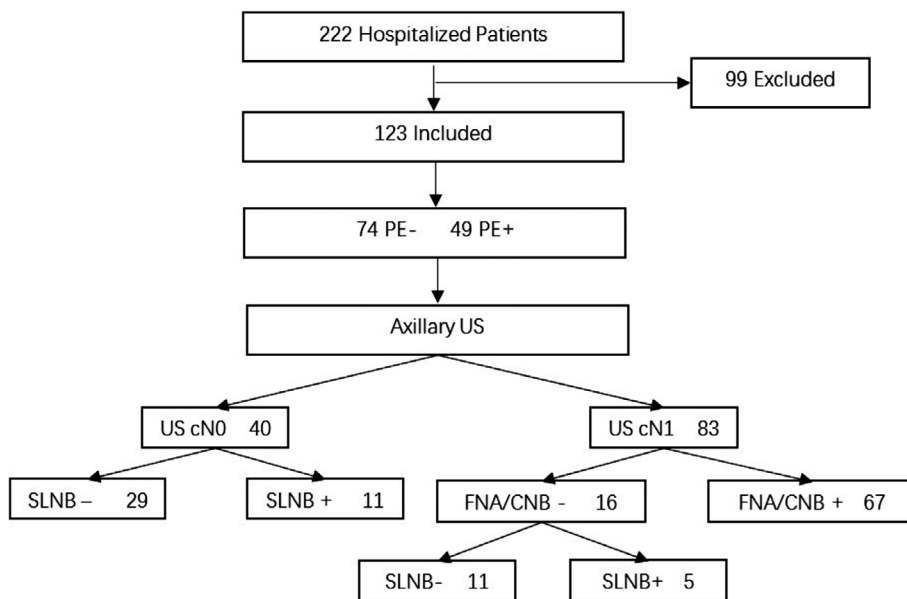 222 Hospitalized Patients
99 Excluded
123 Included
74 PE- 49 PE+
Axillary US
US cN0 40
US cN1 83
SLNB – 29
SLNB + 11
FNA/CNB - 16
FNA/CNB + 67
SLNB- 11
SLNB+ 5